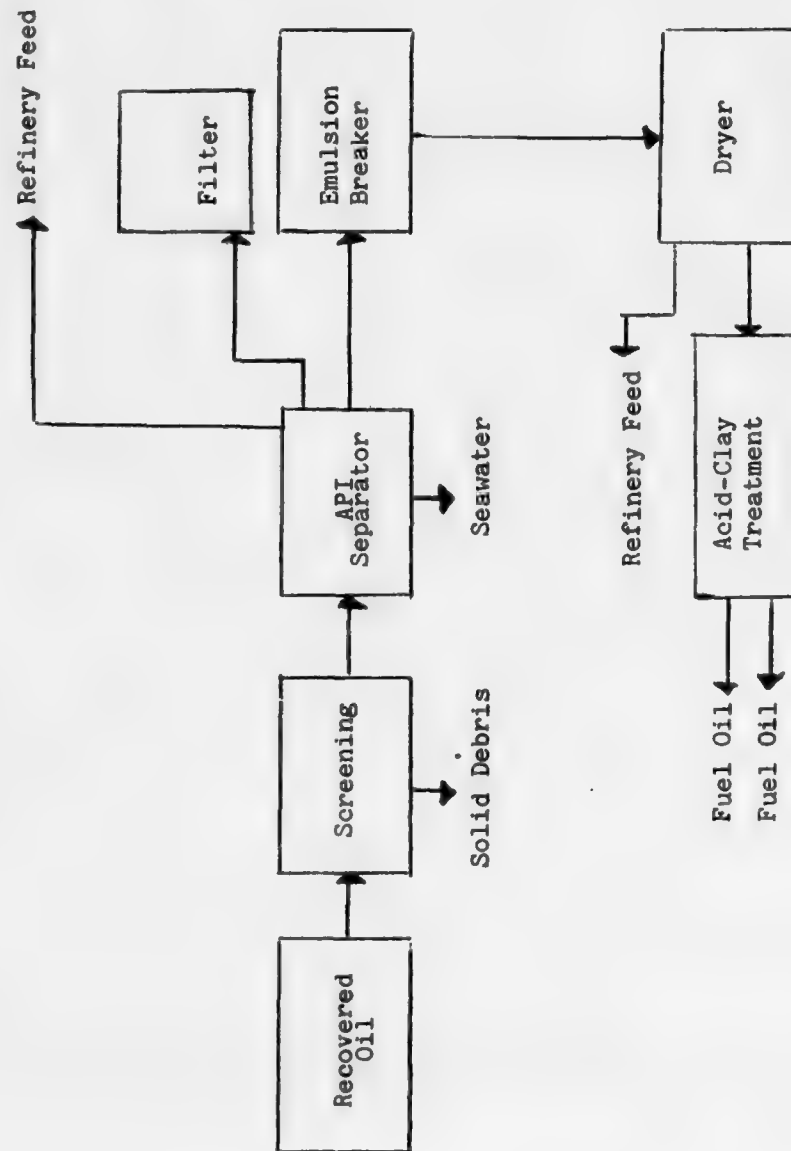 Refinery Feed
Filter
Emulsion
Breaker
Dryer
Refinery Feed
API
Separator
Seawater
Acid-Clay
Treatment
Screening
Solid Debris
Fuel Oil
Fuel Oil
Recovered
Oil